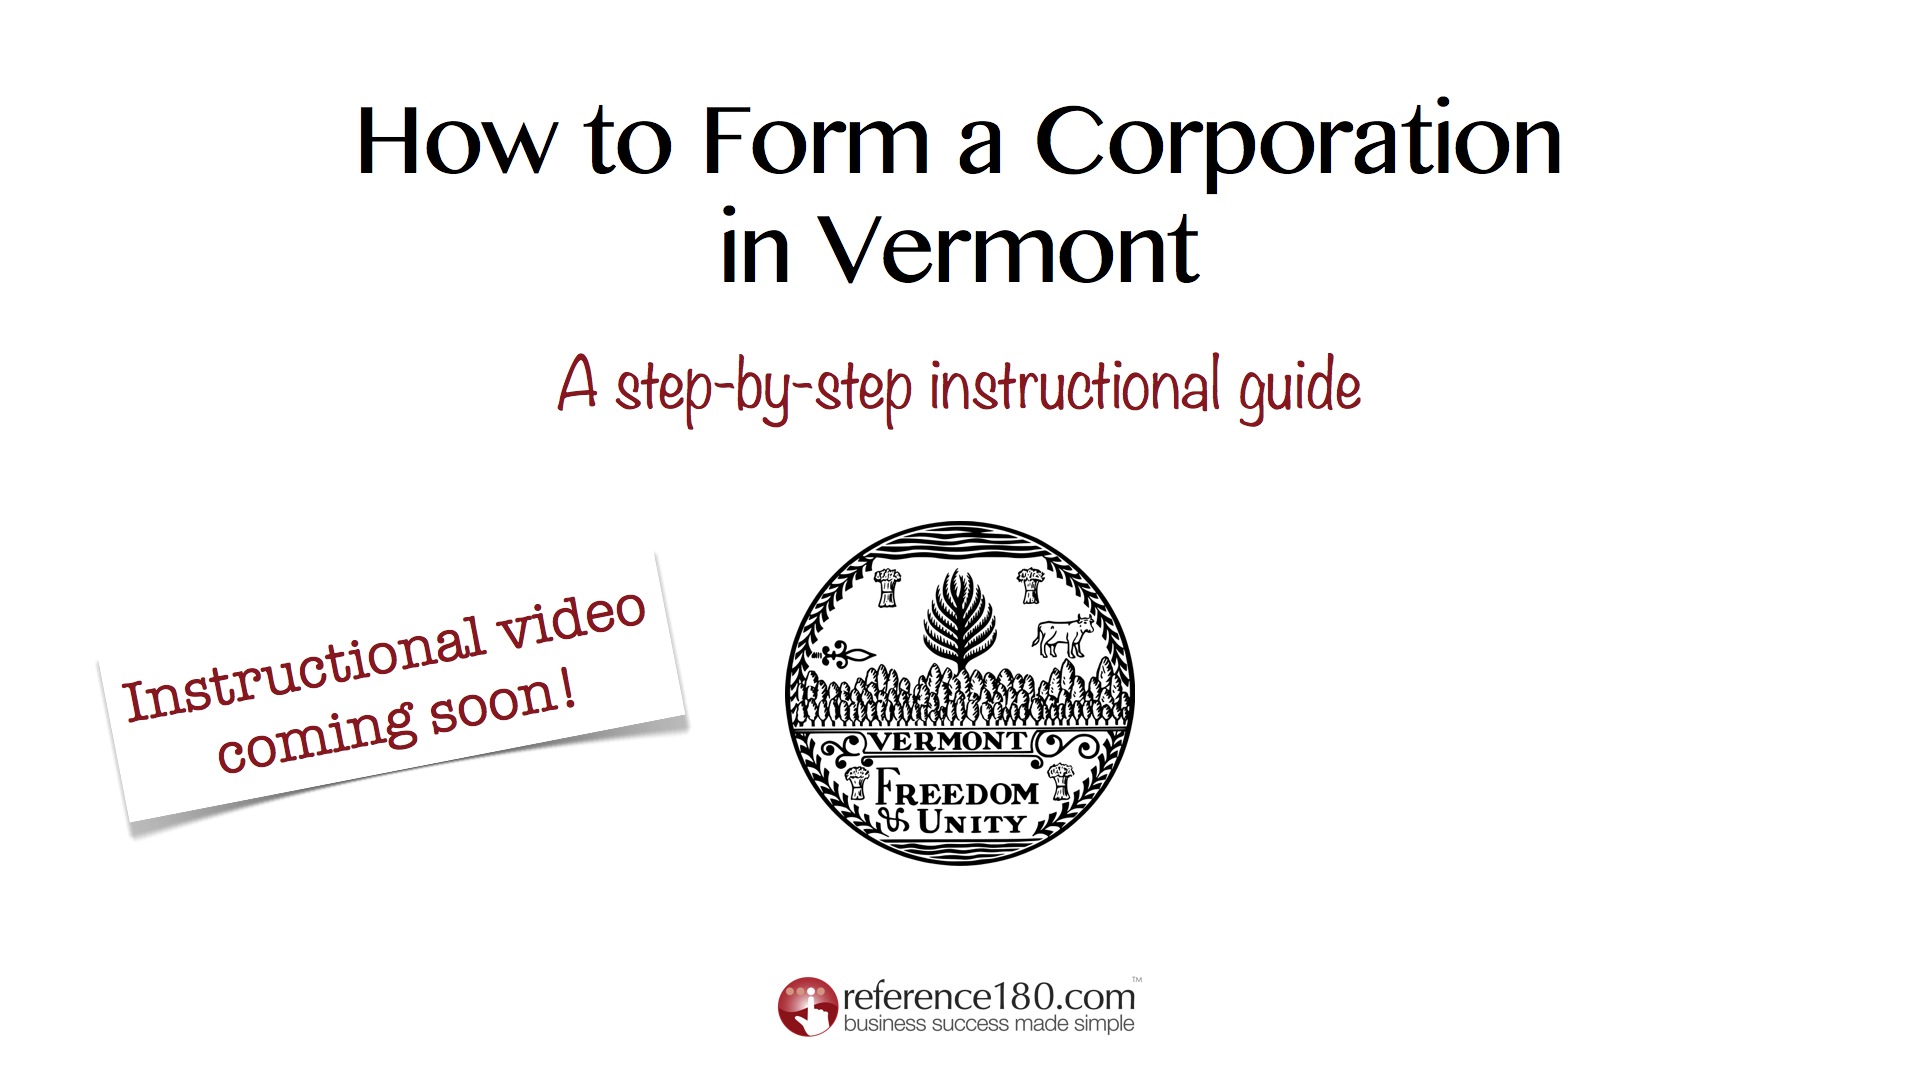 How to Form a Corporation
in Vermont
A step-by-step instructional guide
Instructional video
coming soon!
VERMONT
FREEDOM
& UNITY
reference180.com™
business success made simple